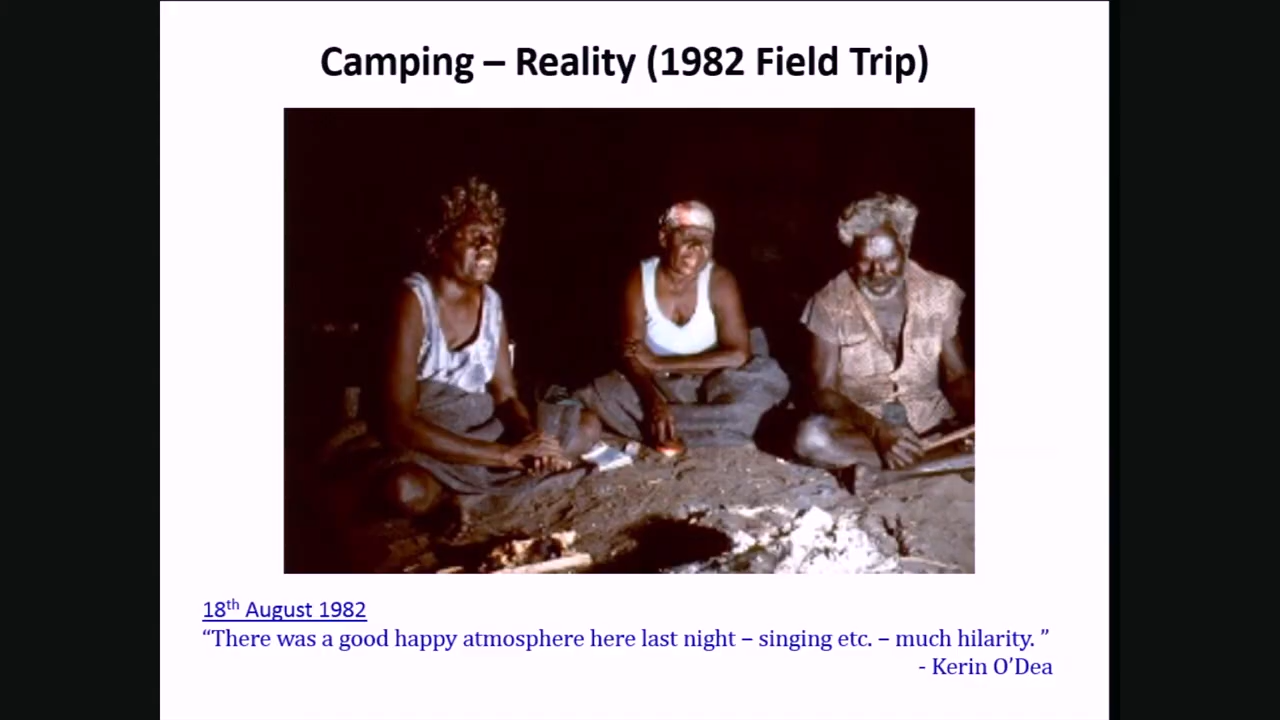 Camping – Reality (1982 Field Trip)
18th August 1982
“There was a good happy atmosphere here last night – singing etc. – much hilarity. ”
- Kerin O’Dea